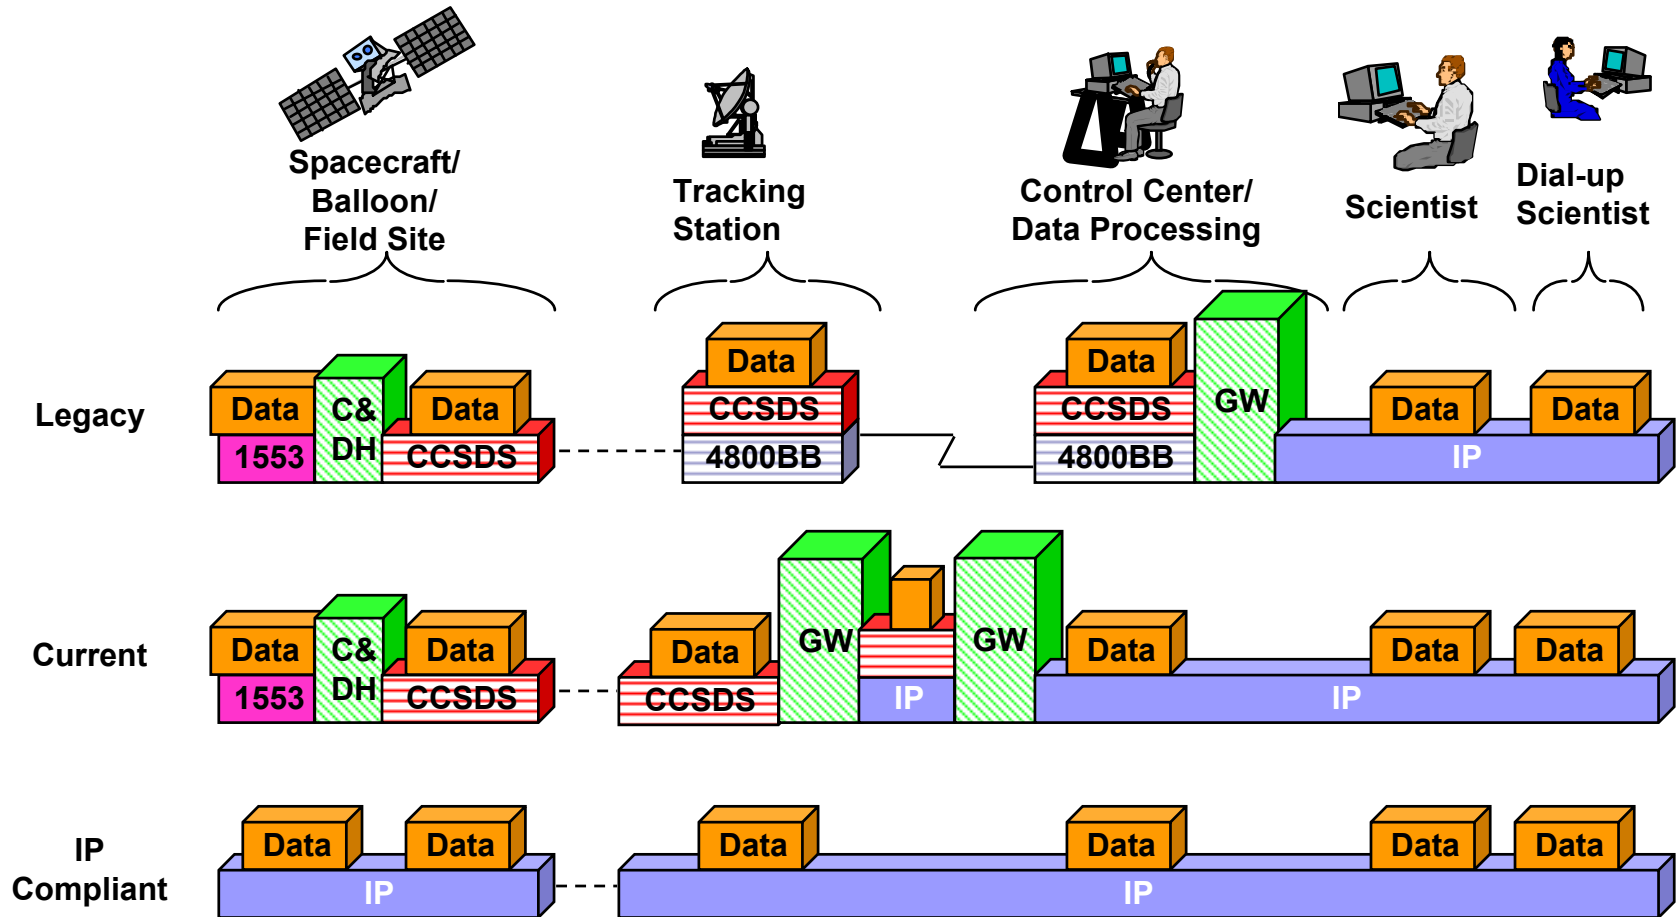 Spacecraft/
Balloon/
Field Site
Tracking
Station
Control Center/
Data Processing
Scientist
Dial-up
Scientist
Legacy
Data
1553
C&
DH
Data
CCSDS
Data
CCSDS
4800BB
Data
CCSDS
4800BB
GW
Data
Data
IP
Current
Data
1553
C&
DH
Data
CCSDS
Data
CCSDS
GW
IP
GW
Data
Data
Data
IP
IP
Compliant
Data
Data
IP
Data
Data
Data
Data
IP